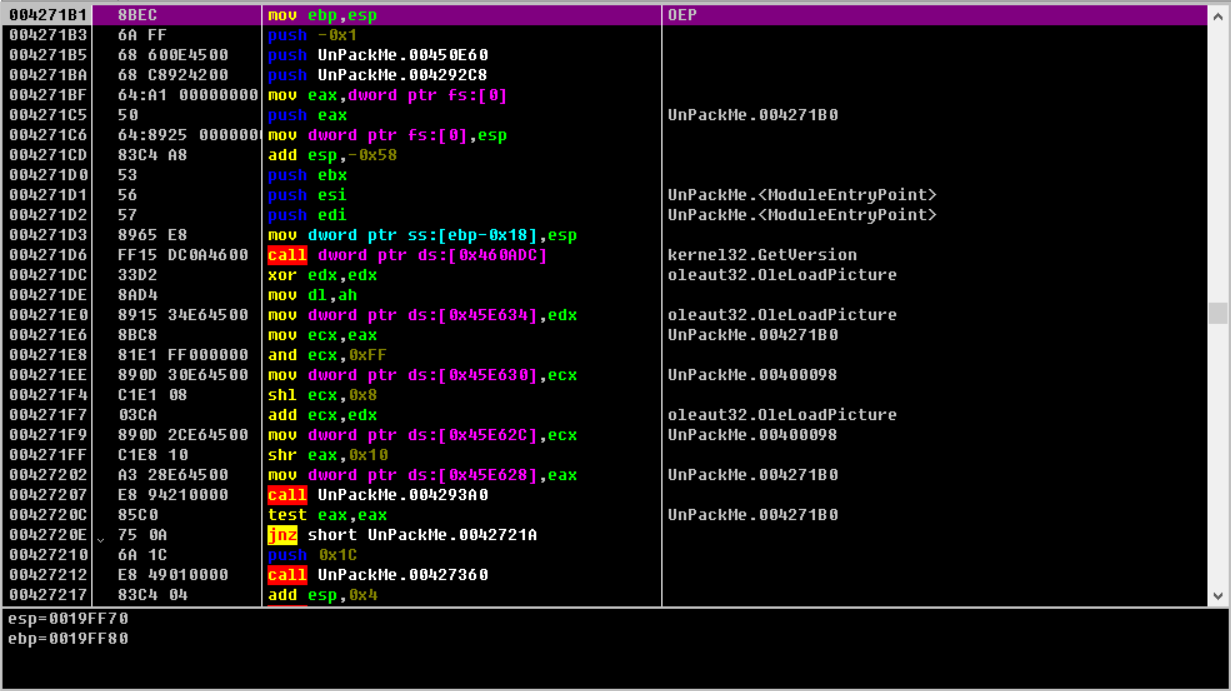 004271B1 8BEC mov ebp,esp OEP
004271B3 6A FF push -0x1
004271B5 68 600E4500 push UnPackMe.00450E60
004271BA 68 C8924200 push UnPackMe.004292C8
004271BF 64:A1 00000000 mov eax,dword ptr fs:[0]
004271C5 50 push eax UnPackMe.004271B0
004271C6 64:8925 0000000 mov dword ptr fs:[0],esp
004271CD 83C4 A8 add esp,-0x58
004271D0 53 push ebx
004271D1 56 push esi UnPackMe.<ModuleEntryPoint>
004271D2 57 push edi UnPackMe.<ModuleEntryPoint>
004271D3 8965 E8 mov dword ptr ss:[ebp-0x18],esp
004271D6 FF15 DC0A4600 call dword ptr ds:[0x460ADC] kernel32.GetVersion
004271DC 33D2 xor edx,edx oleaut32.OleLoadPicture
004271DE 8AD4 mov dl,ah
004271E0 8915 34E64500 mov dword ptr ds:[0x45E634],edx oleaut32.OleLoadPicture
004271E6 8BC8 mov ecx,eax UnPackMe.004271B0
004271E8 81E1 FF000000 and ecx,0xFF
004271EE 890D 30E64500 mov dword ptr ds:[0x45E630],ecx UnPackMe.00400098
004271F4 C1E1 08 shl ecx,0x8
004271F7 03CA add ecx,edx oleaut32.OleLoadPicture
004271F9 890D 2CE64500 mov dword ptr ds:[0x45E62C],ecx UnPackMe.00400098
004271FF C1E8 10 shr eax,0x10
00427202 A3 28E64500 mov dword ptr ds:[0x45E628],eax UnPackMe.004271B0
00427207 E8 94210000 call UnPackMe.004293A0
0042720C 85C0 test eax,eax UnPackMe.004271B0
0042720E 75 0A jnz short UnPackMe.0042721A
00427210 6A 1C push 0x1C
00427212 E8 49010000 call UnPackMe.00427360
00427217 83C4 04 add esp,0x4
esp=0019FF70
ebp=0019FF80